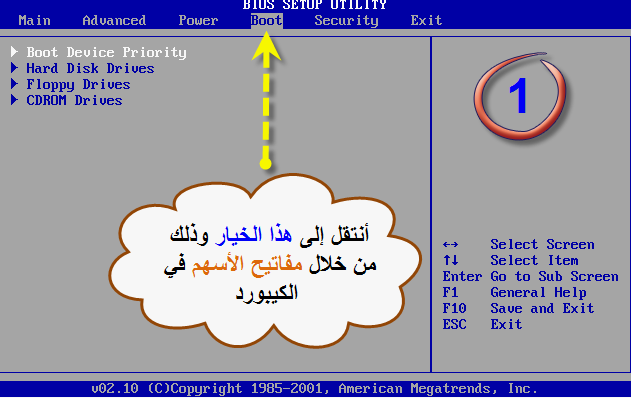 BIOS SETUP UTILITY
Main Advanced Power Boot Security Exit
Boot Device Priority
Hard Disk Drives
Floppy Drives
CDROM Drives
1
أنتقل إلى هذا الخيار وذلك
من خلال مفاتيح الأسهم في
الكيبورد
↔ Select Screen
↑↓ Select Item
Enter Go to Sub Screen
F1 General Help
F10 Save and Exit
ESC Exit
v02.10 (C)Copyright 1985-2001, American Megatrends, Inc.